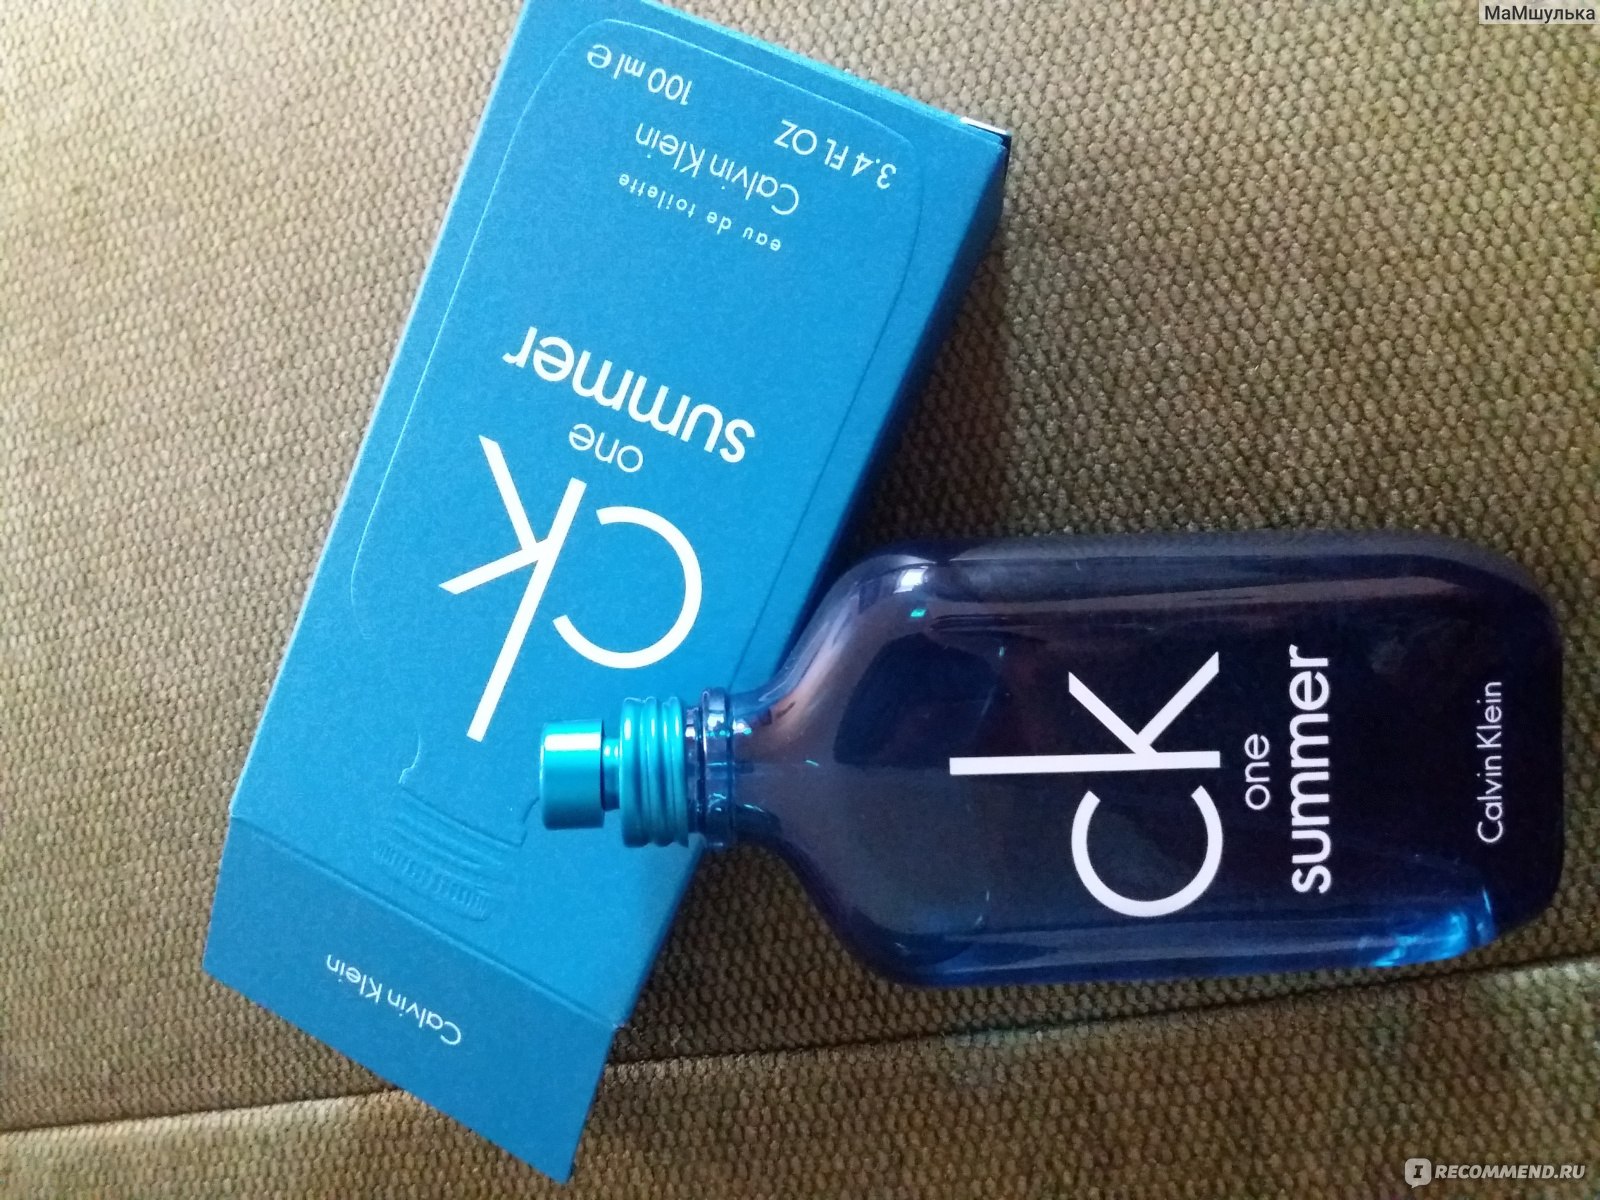 МаМшулька
Calvin Klein
ck
one
summer
eau de toilette
Calvin Klein
3.4 FL OZ 100 ml ℮
ck
one
summer
Calvin Klein
IRECOMMEND.RU